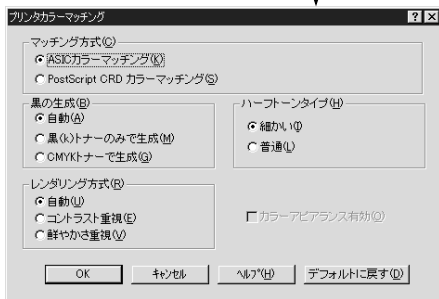 プリンタカラーマッチング
マッチング方式(C)
ASICカラーマッチング(K)
PostScript CRD カラーマッチング(S)
黒の生成(B)
自動(A)
黒(k)トナーのみで生成(M)
CMYKトナーで生成(G)
ハーフトーンタイプ(H)
細かい(I)
普通(L)
レンダリング方式(R)
自動(U)
コントラスト重視(E)
鮮やかさ重視(V)
カラーアピアランス有効(O)
OK
キャンセル
ヘルプ(H)
デフォルトに戻す(D)